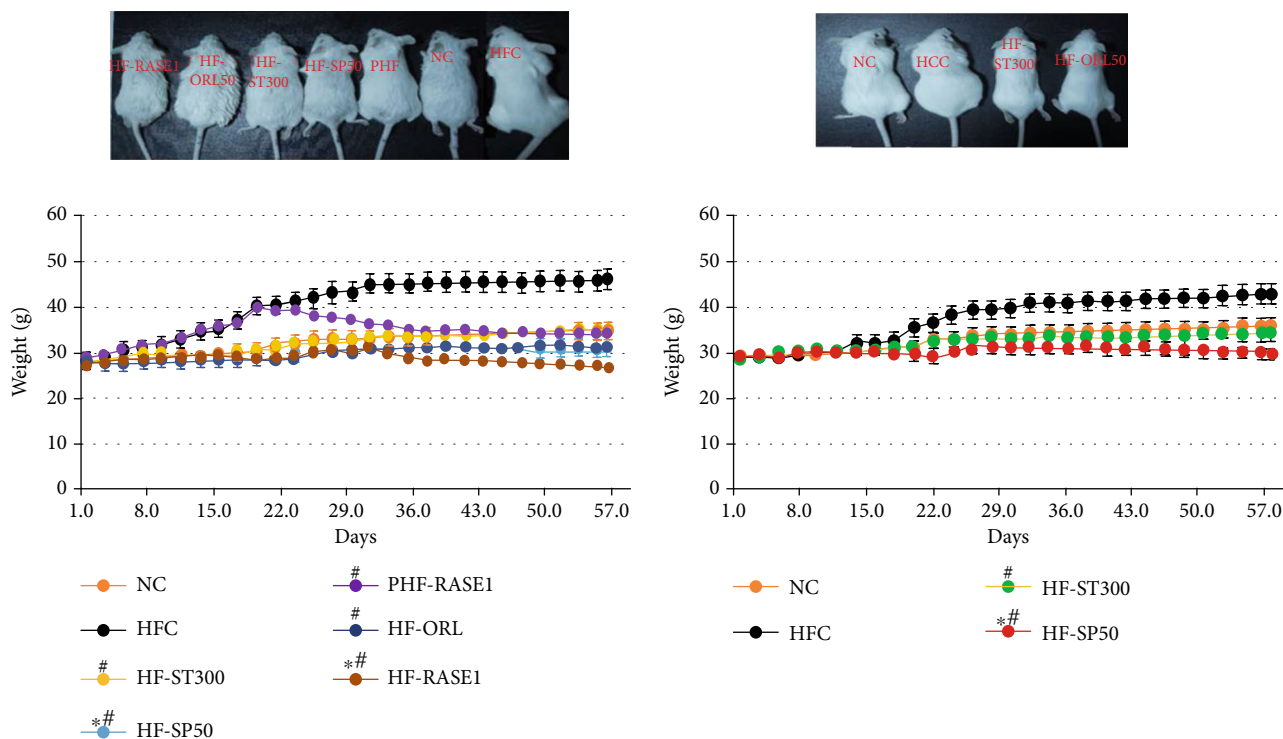 HF-RASE1
HF-
ORL50
HF-
ST300
HF-SP50
PHF
NC
HFC
NC
HCC
HF-
ST300
HF-ORL50
Weight (g)
60
50
40
30
20
10
0
1.0 8.0 15.0 22.0 29.0 36.0 43.0 50.0 57.0
Days
NC
HFC
# HF-ST300
*# HF-SP50
# PHF-RASE1
# HF-ORL
*# HF-RASE1
Weight (g)
60
50
40
30
20
10
0
1.0 8.0 15.0 22.0 29.0 36.0 43.0 50.0 57.0
Days
NC
HFC
# HF-ST300
*# HF-SP50